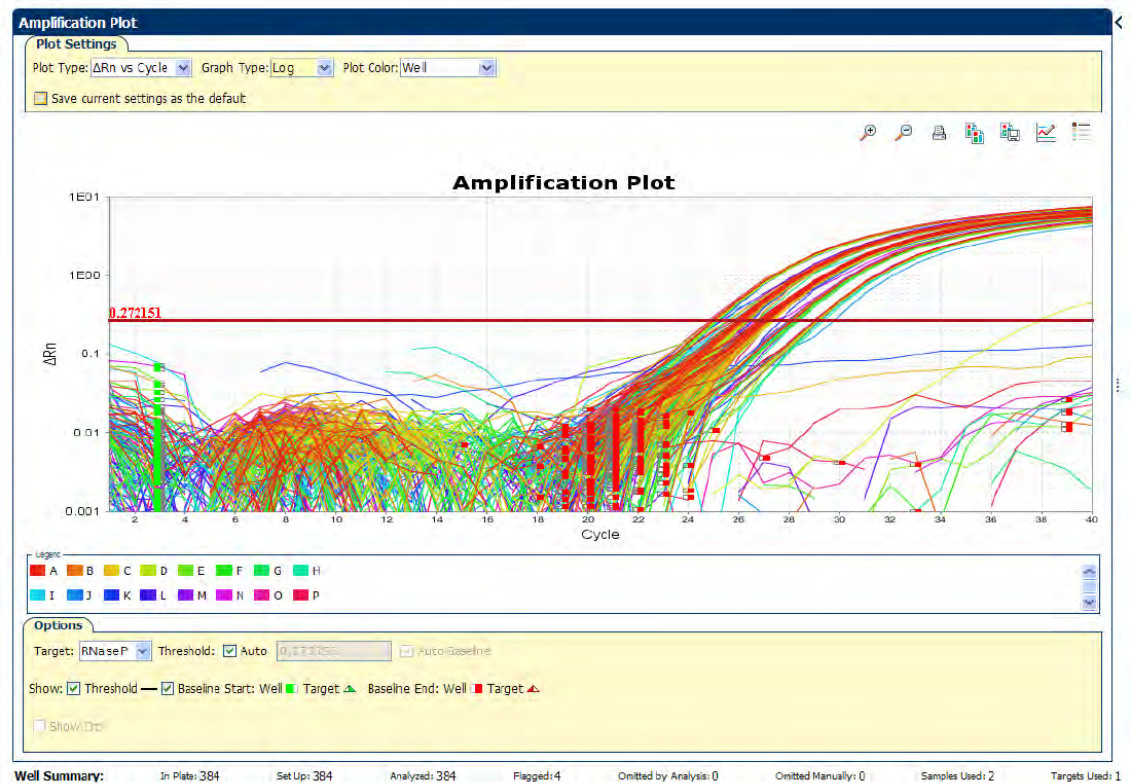 Amplification Plot
Plot Settings
Plot Type: ΔRn vs Cycle Graph Type: Log Plot Color: Well
Save current settings as the default
Amplification Plot
1E01
1E00
0.272151
0.1
0.01
0.001
ΔRn
2 4 6 8 10 12 14 16 18 20 22 24 26 28 30 32 34 36 38 40
Cycle
Legend
A B C D E F G H
I J K L M N O P
Options
Target: RNaseP Threshold: Auto 0.272151 Auto Baseline
Show: Threshold Baseline Start: Well Target Baseline End: Well Target
Well Summary: In Plate: 384 Set Up: 384 Analyzed: 384 Flagged: 4 Omitted by Analysis: 0 Omitted Manually: 0 Samples Used: 2 Targets Used: 1